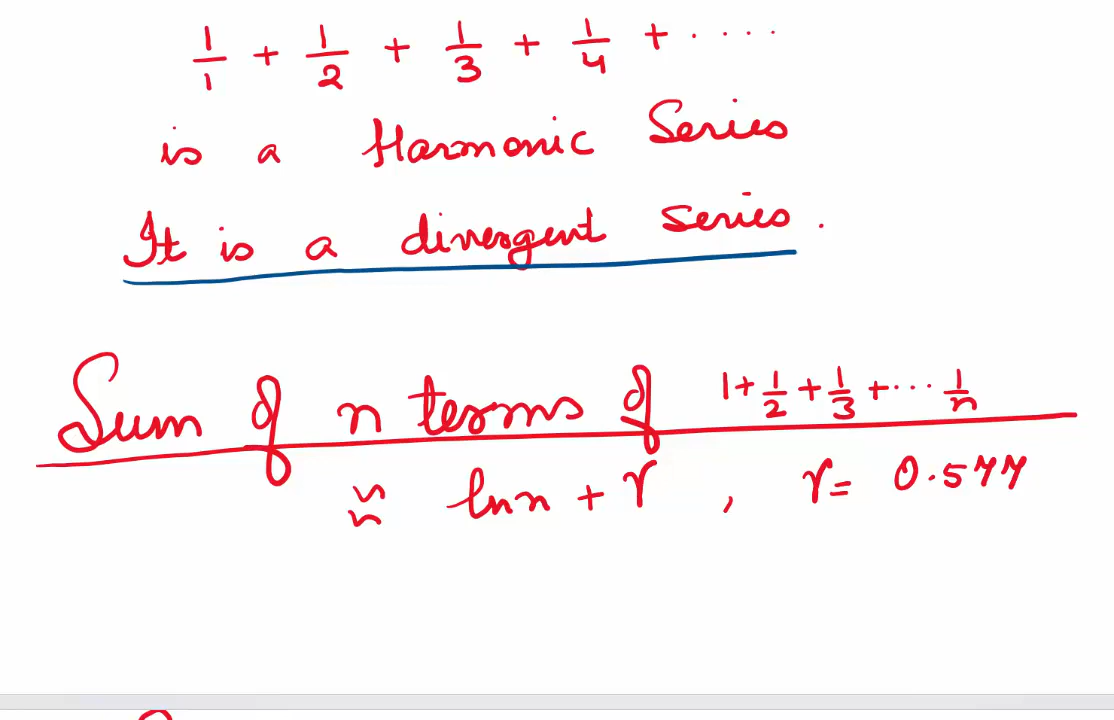 1/1 + 1/2 + 1/3 + 1/4 + .....
is a Harmonic Series
It is a divergent series.
Sum of n terms of 1 + 1/2 + 1/3 + ... 1/n
≈ ln n + γ , γ = 0.577